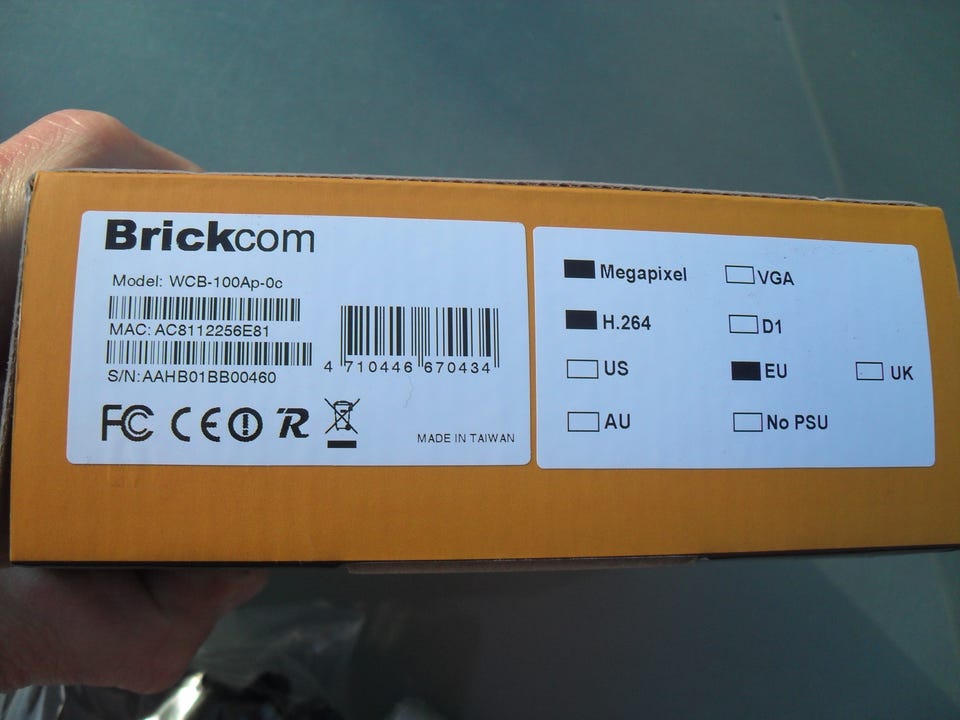 Brickcom
Model: WCB-100Ap-0c
MAC: AC8112256E81
S/N: AAHB01BB00460
4 710446 670434
FC CE R
MADE IN TAIWAN
Megapixel VGA
H.264 D1
US EU UK
AU No PSU